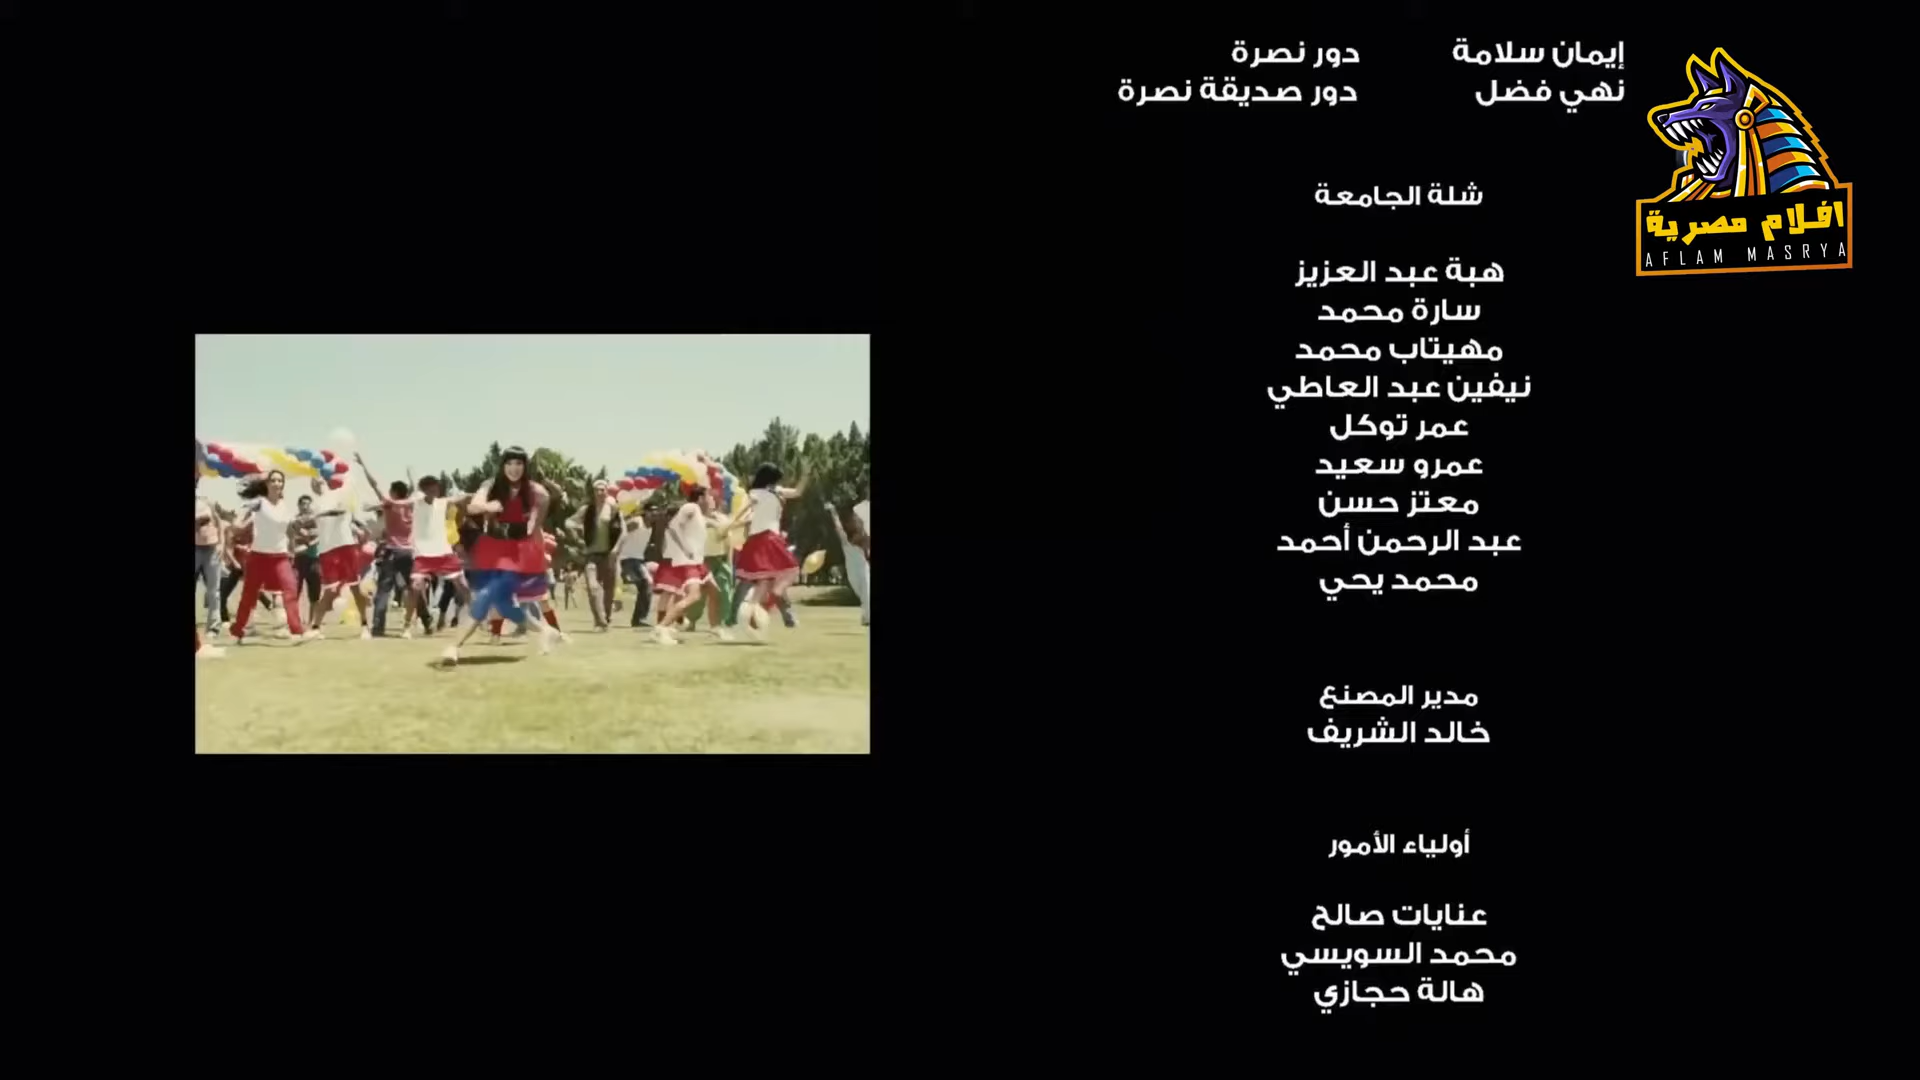 إيمان سلامة دور نصرة
نهي فضل دور صديقة نصرة
شلة الجامعة
هبة عبد العزيز
سارة محمد
مهيتاب محمد
نيفين عبد العاطي
عمر توكل
عمرو سعيد
معتز حسن
عبد الرحمن أحمد
محمد يحي
مدير المصنع
خالد الشريف
أولياء الأمور
عنايات صالح
محمد السويسي
هالة حجازي
افلام مصرية
AFLAM MASRYA